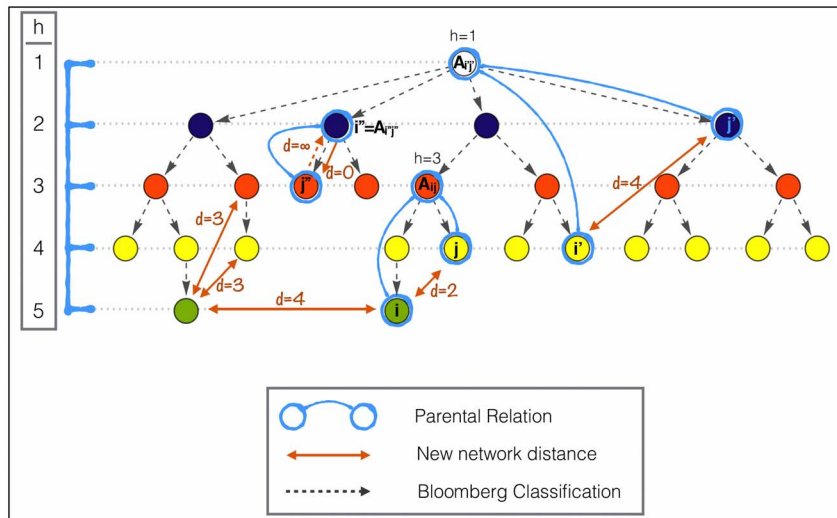 h
1
2
3
4
5
h=1
A_i'j'
i''=A_i''j''
j'
d=∞
d=0
j''
h=3
A_ij
d=4
d=3
j
i'
d=3
d=2
d=4
i
Parental Relation
New network distance
Bloomberg Classification